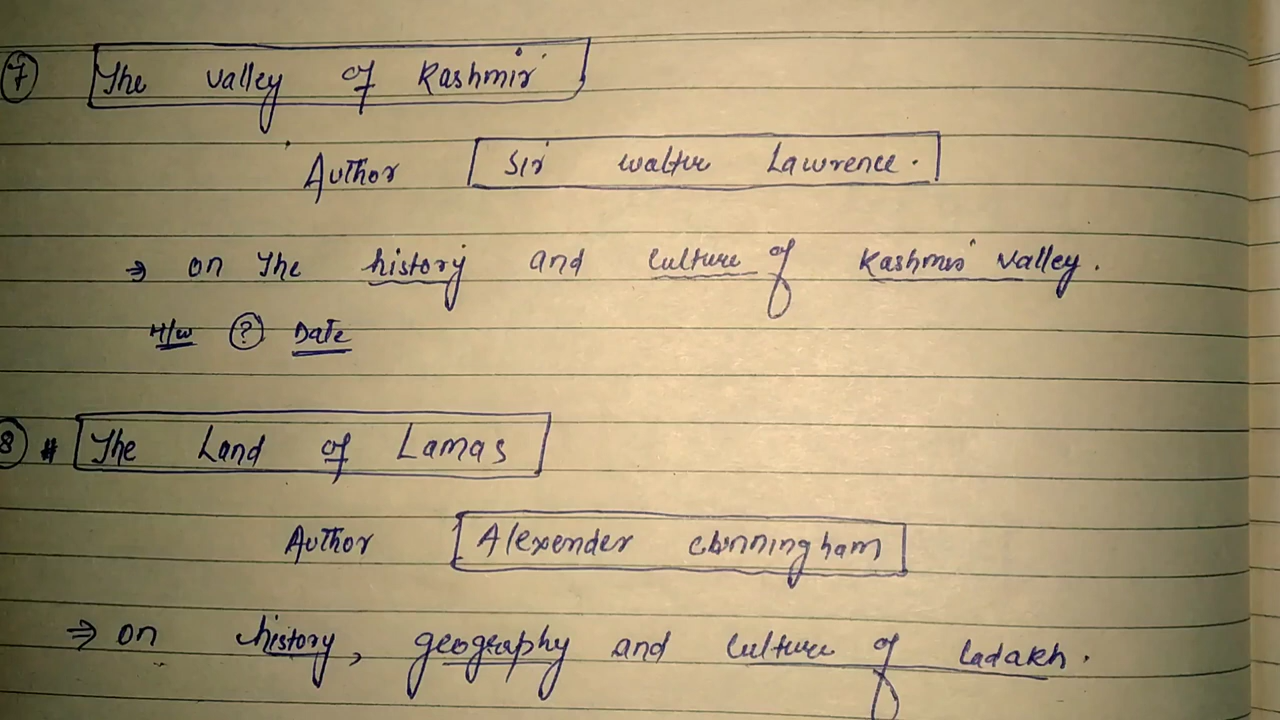 7 The valley of Kashmir
Author Sir walter Lawrence.
⇒ on The history and culture of Kashmir valley.
H/w ? Date
8 # The Land of Lamas
Author Alexender cunningham
⇒ on history, geography and culture of ladakh.